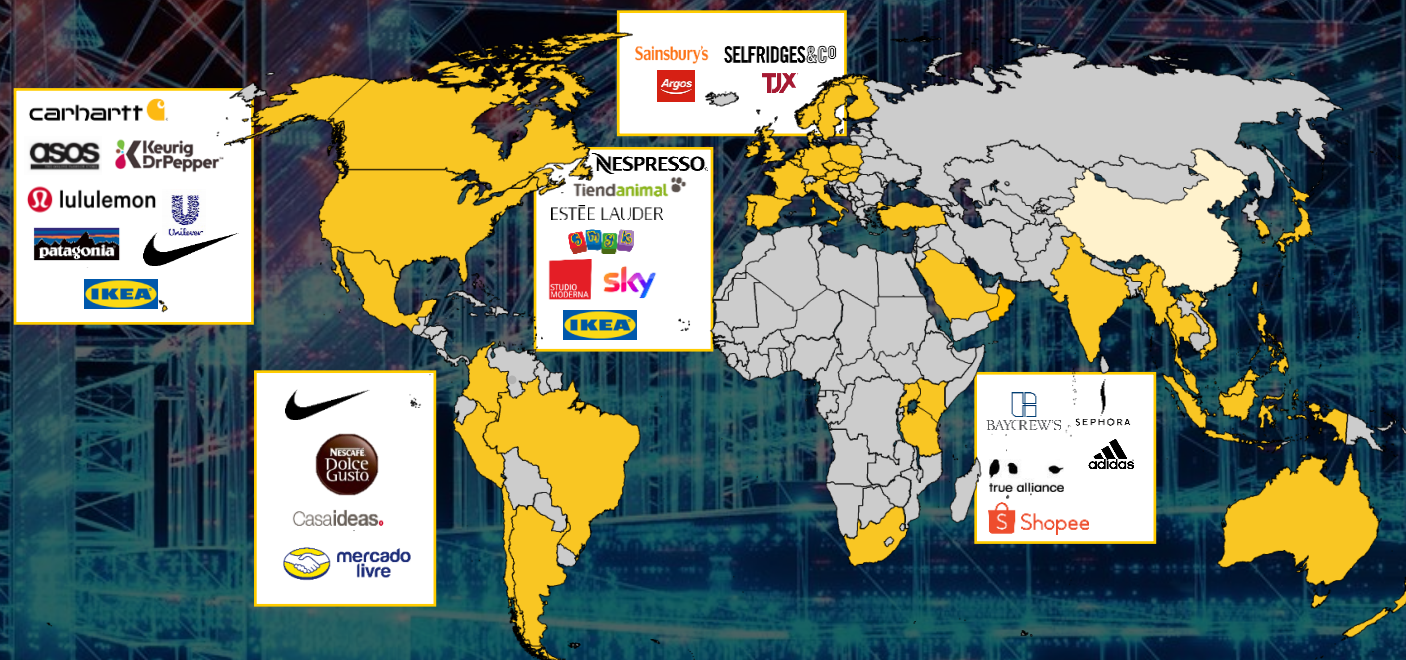 carhartt
asos
Keurig
DrPepper
lululemon
Unilever
patagonia
IKEA
Sainsbury's
SELFRIDGES&CO
Argos
TJX
NESPRESSO.
Tiendanimal
ESTĒE LAUDER
smyk
STUDIO
MODERNA
sky
IKEA
NESCAFÉ
Dolce
Gusto
Casaideas.
mercado
livre
BAYCREW'S
SEPHORA
adidas
true alliance
S Shopee